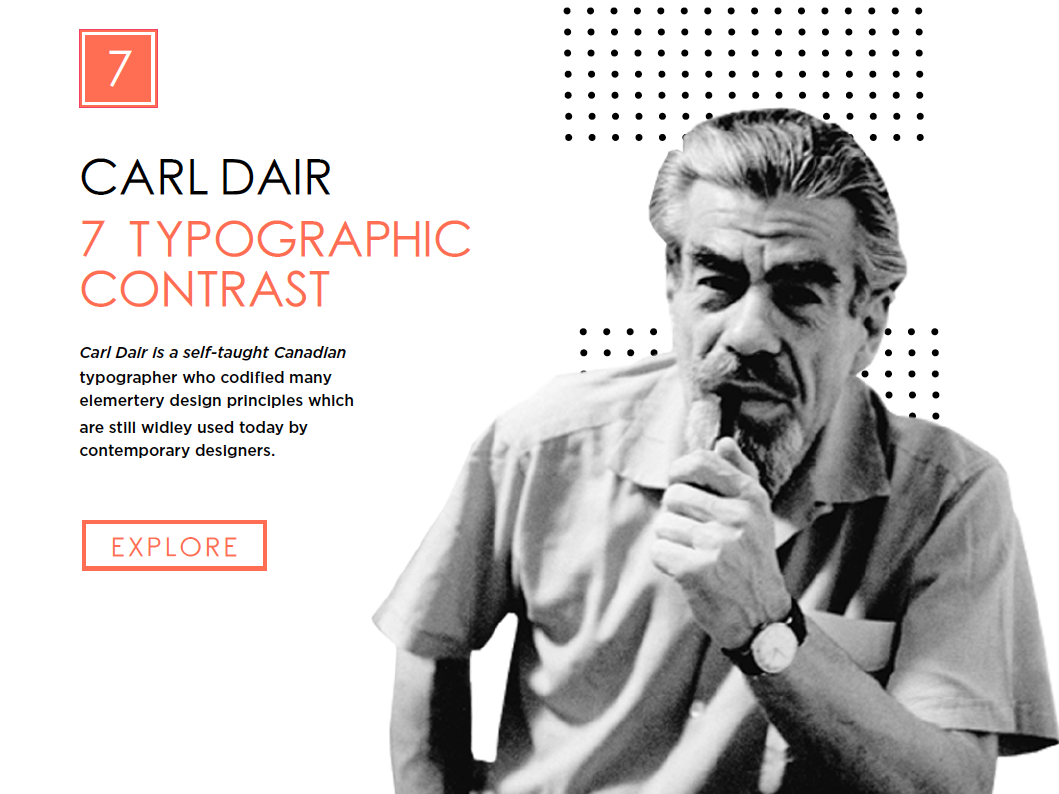 7
CARL DAIR
7 TYPOGRAPHIC
CONTRAST
Carl Dair is a self-taught Canadian
typographer who codified many
elemertery design principles which
are still widley used today by
contemporary designers.
EXPLORE